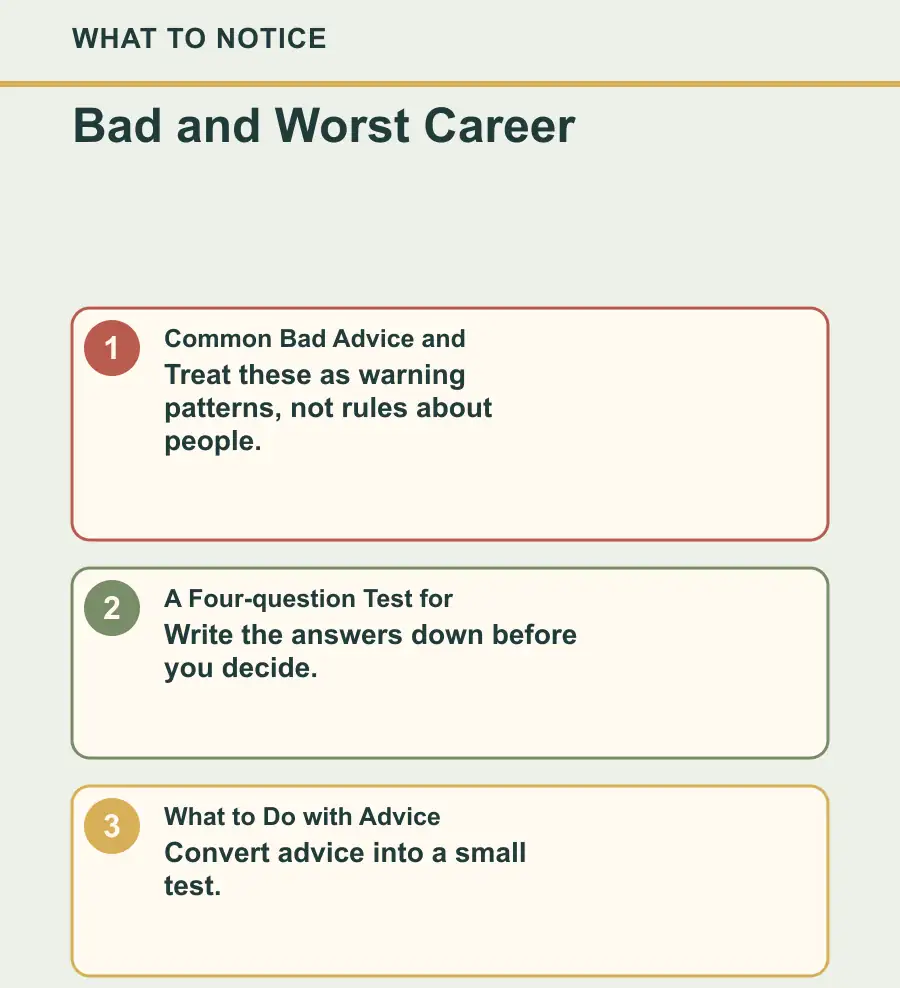 WHAT TO NOTICE
Bad and Worst Career
1
Common Bad Advice and
Treat these as warning
patterns, not rules about
people.
2
A Four-question Test for
Write the answers down before
you decide.
3
What to Do with Advice
Convert advice into a small
test.